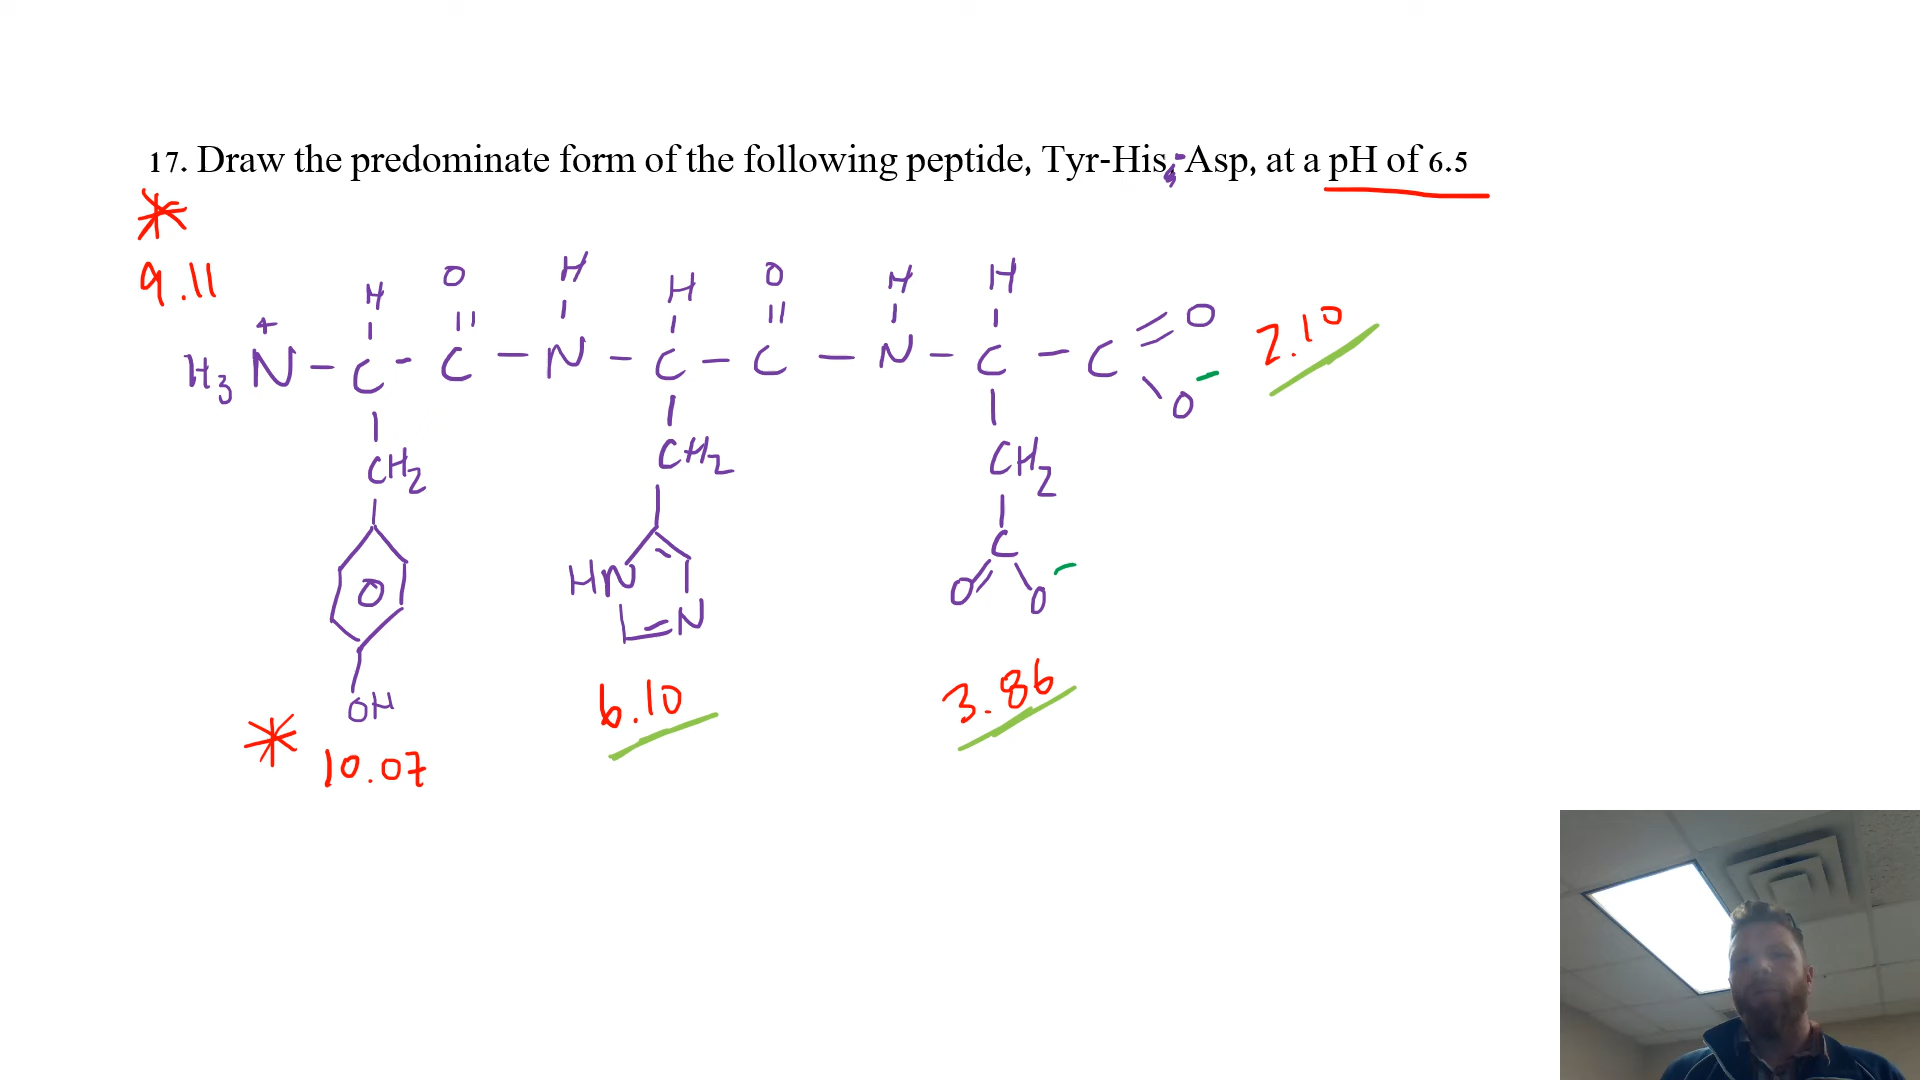 17. Draw the predominate form of the following peptide, Tyr-His,-Asp, at a pH of 6.5
9.11
H O H H O H H
+ || || O 2.10
H3N - C - C - N - C - C - N - C - C = O
O-
CH2 CH2 CH2
C
HN O O-
N
OH
6.10 3.86
10.07